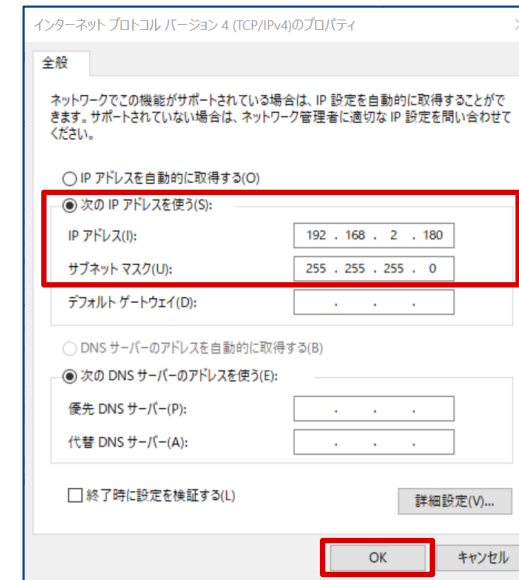 インターネット プロトコル バージョン 4 (TCP/IPv4)のプロパティ
全般
ネットワークでこの機能がサポートされている場合は、IP 設定を自動的に取得することがで
きます。サポートされていない場合は、ネットワーク管理者に適切な IP 設定を問い合わせて
ください。
IP アドレスを自動的に取得する(O)
次の IP アドレスを使う(S):
IP アドレス(I): 192 . 168 . 2 . 180
サブネット マスク(U): 255 . 255 . 255 . 0
デフォルト ゲートウェイ(D): . . .
DNS サーバーのアドレスを自動的に取得する(B)
次の DNS サーバーのアドレスを使う(E):
優先 DNS サーバー(P): . . .
代替 DNS サーバー(A): . . .
終了時に設定を検証する(L) 詳細設定(V)...
OK キャンセル